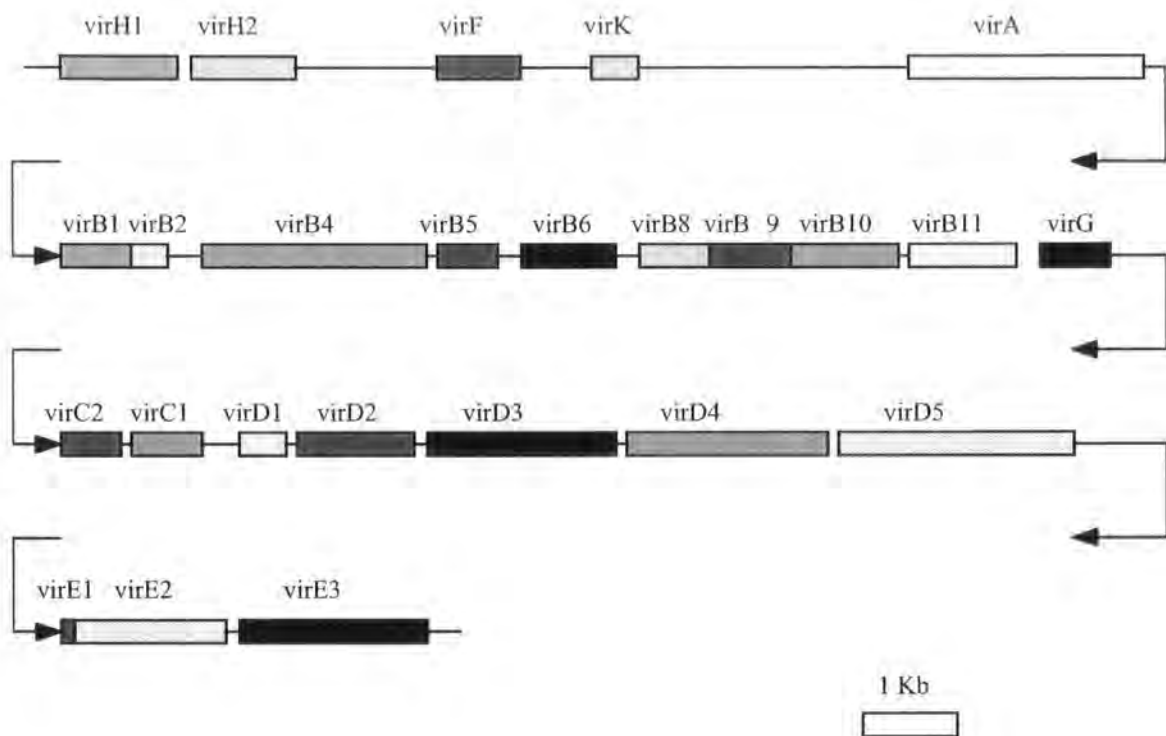 virH1 virH2 virF virK virA
virB1 virB2 virB4 virB5 virB6 virB8 virB 9 virB10 virB11 virG
virC2 virC1 virD1 virD2 virD3 virD4 virD5
virE1 virE2 virE3
1 Kb